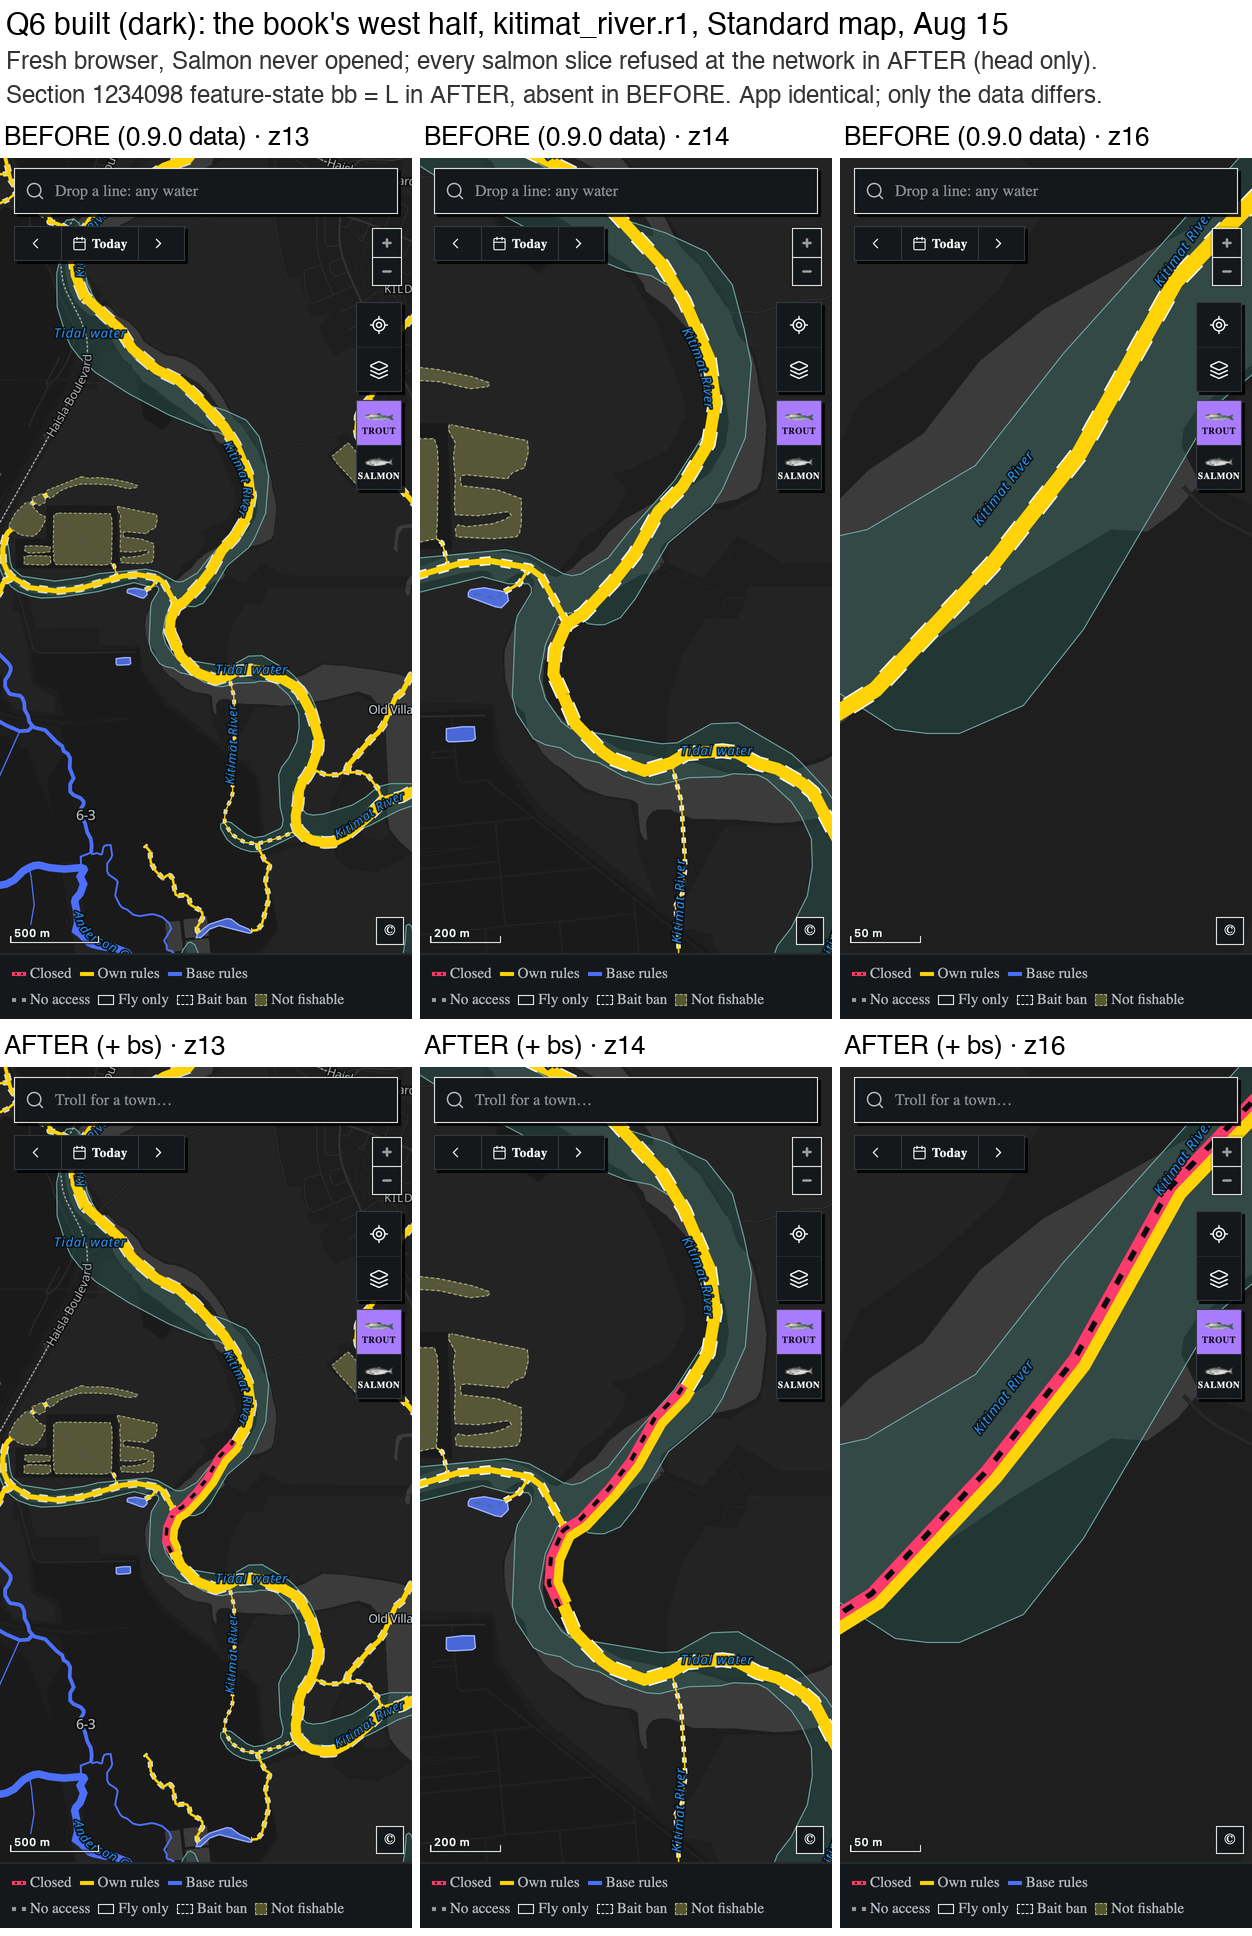 Q6 built (dark): the book's west half, kitimat_river.r1, Standard map, Aug 15
Fresh browser, Salmon never opened; every salmon slice refused at the network in AFTER (head only).
Section 1234098 feature-state bb = L in AFTER, absent in BEFORE. App identical; only the data differs.
BEFORE (0.9.0 data) · z13
BEFORE (0.9.0 data) · z14
BEFORE (0.9.0 data) · z16
Drop a line: any water
Today
KILD
Tidal water
Haisla Boulevard
TROUT
SALMON
Kitimat River
Tidal water
Kitimat River
Old Villa
6-3
Kitimat River
Anderson C
500 m
©
Closed Own rules Base rules
No access Fly only Bait ban Not fishable
Drop a line: any water
Today
Kitimat River
TROUT
SALMON
Tidal water
Kitimat River
200 m
©
Closed Own rules Base rules
No access Fly only Bait ban Not fishable
Drop a line: any water
Today
Kitimat River
Kitimat River
TROUT
SALMON
50 m
©
Closed Own rules Base rules
No access Fly only Bait ban Not fishable
AFTER (+ bs) · z13
AFTER (+ bs) · z14
AFTER (+ bs) · z16
Troll for a town…
Today
KILD
Tidal water
Haisla Boulevard
TROUT
SALMON
Kitimat River
Tidal water
Kitimat River
Old Villa
6-3
Kitimat River
Anderson C
500 m
©
Closed Own rules Base rules
No access Fly only Bait ban Not fishable
Troll for a town…
Today
Kitimat River
TROUT
SALMON
Tidal water
Kitimat River
200 m
©
Closed Own rules Base rules
No access Fly only Bait ban Not fishable
Troll for a town…
Today
Kitimat River
Kitimat River
TROUT
SALMON
50 m
©
Closed Own rules Base rules
No access Fly only Bait ban Not fishable